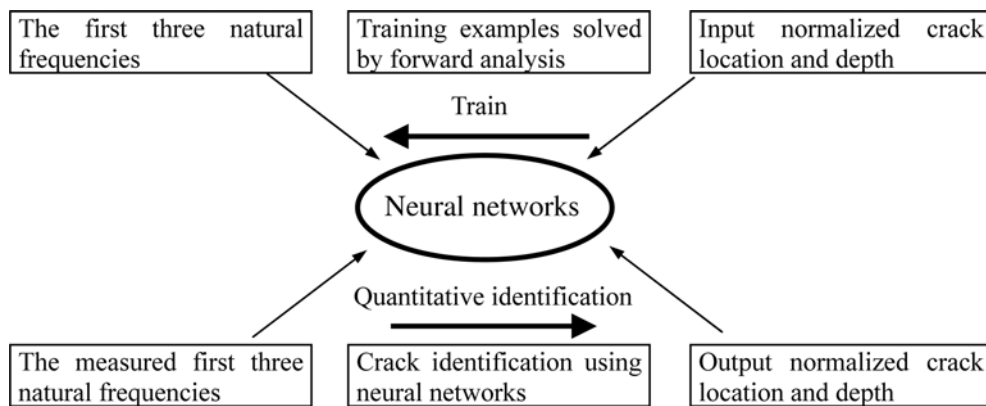 The first three natural
frequencies
Training examples solved
by forward analysis
Input normalized crack
location and depth
Train
Neural networks
Quantitative identification
The measured first three
natural frequencies
Crack identification using
neural networks
Output normalized crack
location and depth